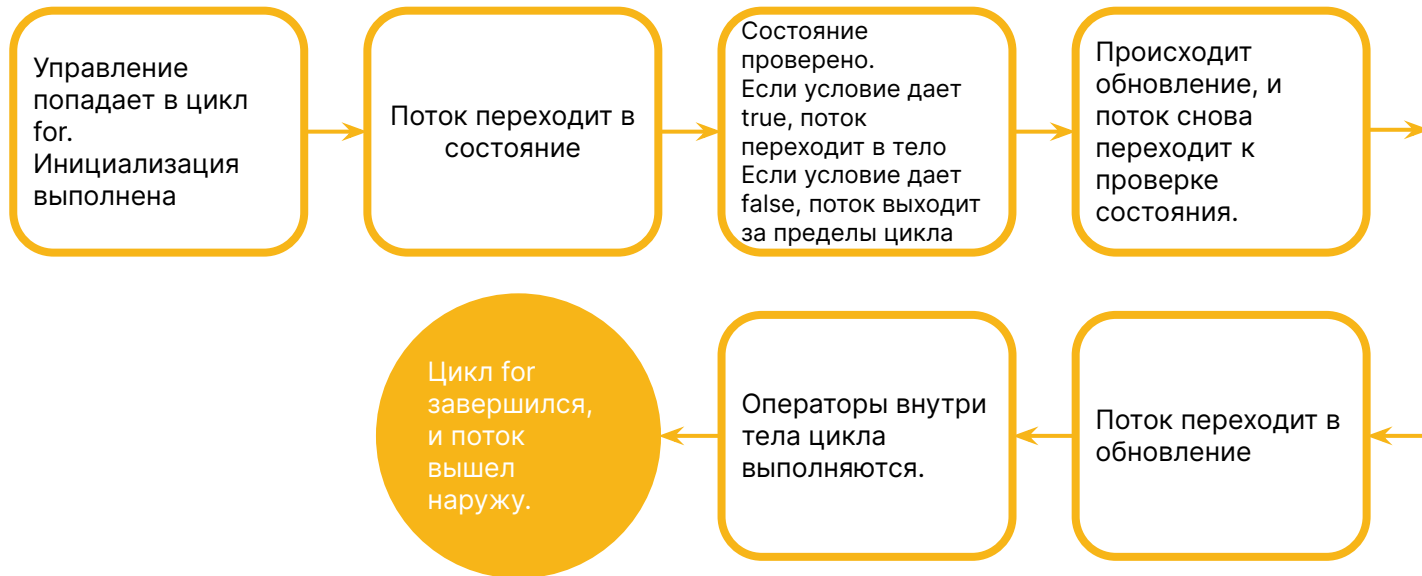 Управление
попадает в цикл
for.
Инициализация
выполнена
Поток переходит в
состояние
Состояние
проверено.
Если условие дает
true, поток
переходит в тело
Если условие дает
false, поток выходит
за пределы цикла
Происходит
обновление, и
поток снова
переходит к
проверке
состояния.
Поток переходит в
обновление
Операторы внутри
тела цикла
выполняются.
Цикл for
завершился,
и поток
вышел
наружу.